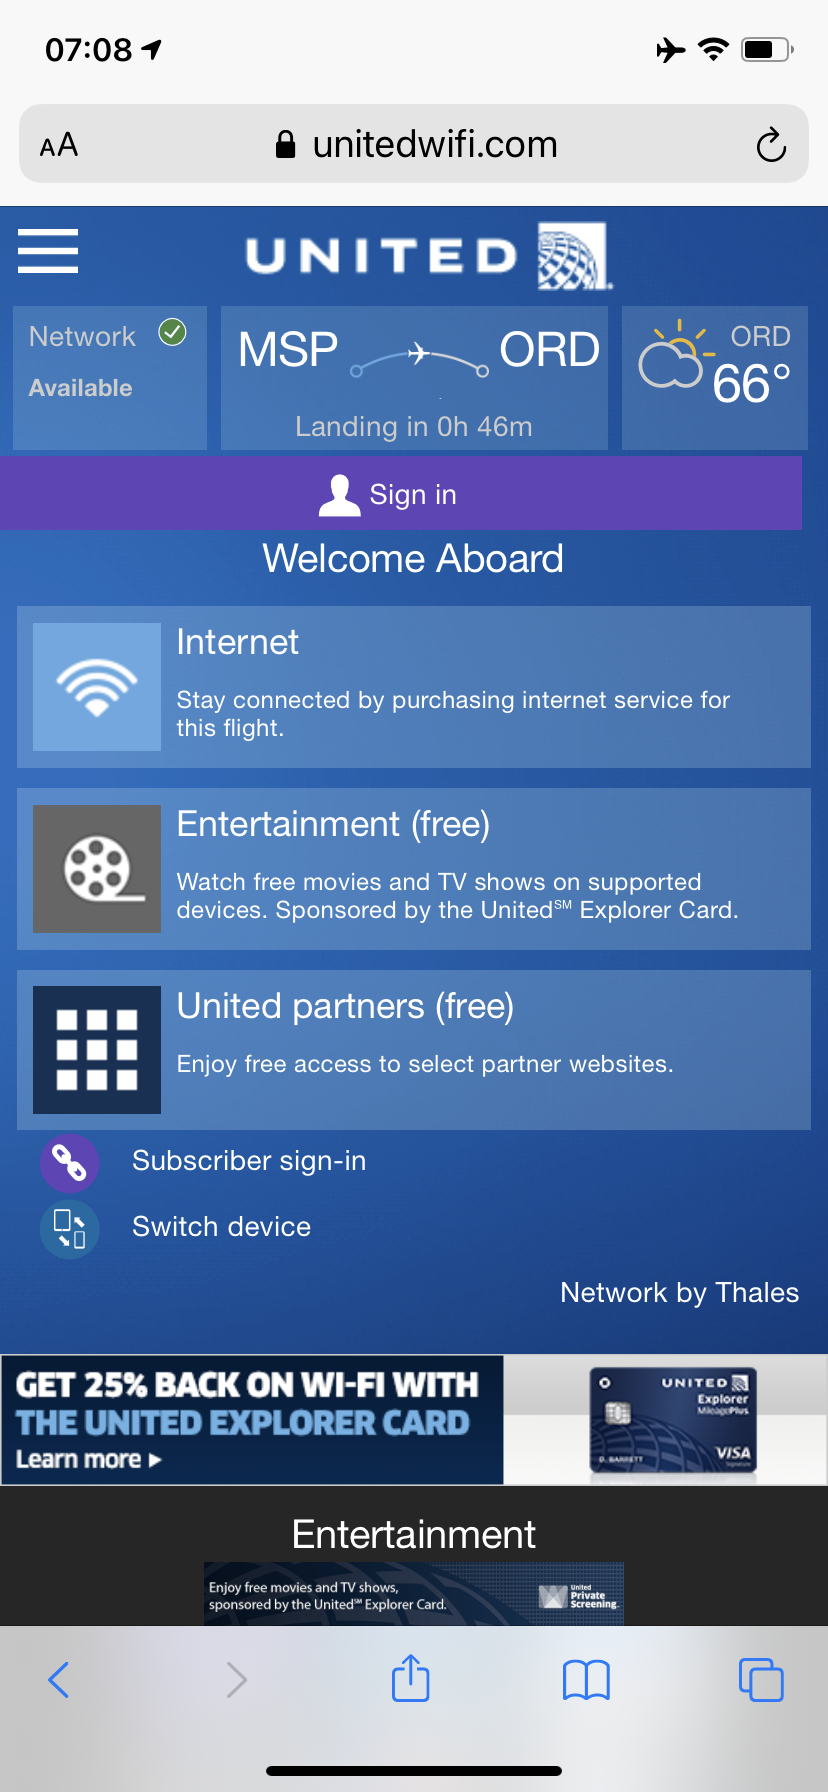 07:08
AA unitedwifi.com
UNITED
Network
Available
MSP ORD
Landing in 0h 46m
ORD
66°
Sign in
Welcome Aboard
Internet
Stay connected by purchasing internet service for
this flight.
Entertainment (free)
Watch free movies and TV shows on supported
devices. Sponsored by the United℠ Explorer Card.
United partners (free)
Enjoy free access to select partner websites.
Subscriber sign-in
Switch device
Network by Thales
GET 25% BACK ON WI-FI WITH
THE UNITED EXPLORER CARD
Learn more ▸
UNITED
Explorer
MileagePlus
D. BARRETT
VISA
Signature
Entertainment
Enjoy free movies and TV shows,
sponsored by the United℠ Explorer Card.
United
Private
Screening